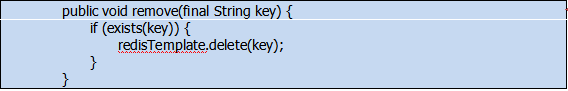 public void remove(final String key) {
if (exists(key)) {
redisTemplate.delete(key);
}
}